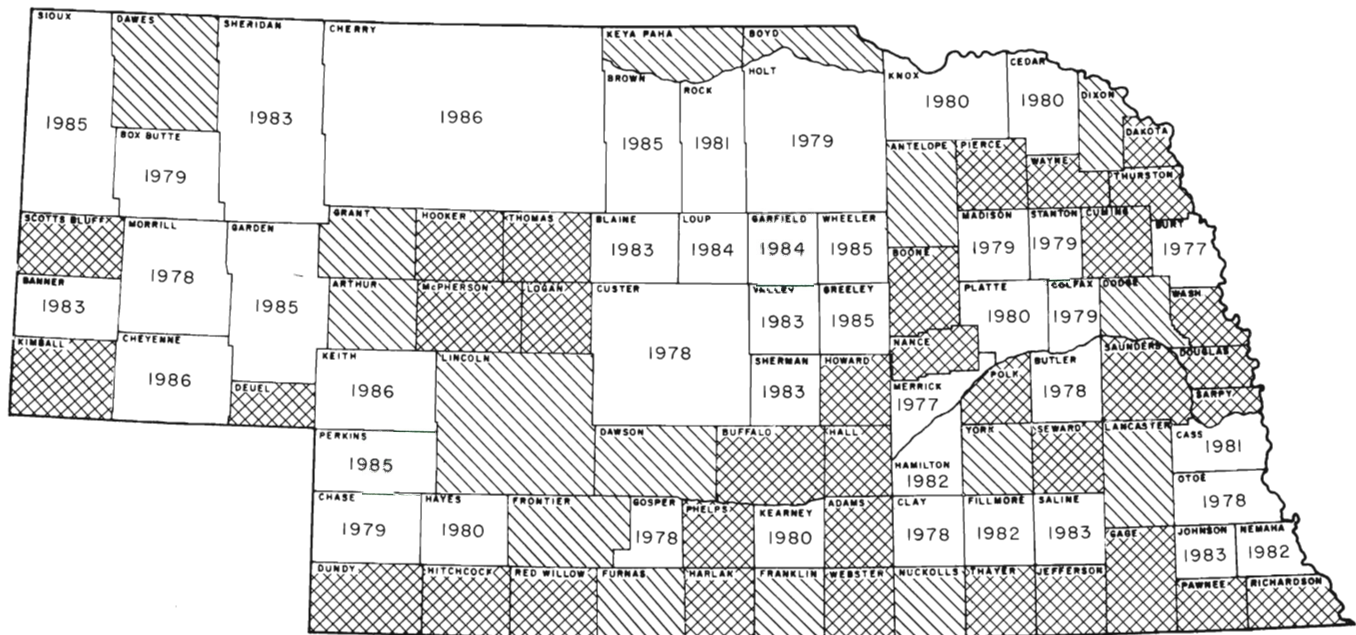 SIOUX
1985
DAWES
SHERIDAN
1983
CHERRY
1986
KEYA PAHA
BOYD
BROWN
1985
ROCK
1981
HOLT
1979
KNOX
1980
CEDAR
1980
DIXON
DAKOTA
BOX BUTTE
1979
ANTELOPE
PIERCE
WAYNE
THURSTON
SCOTTS BLUFF
MORRILL
1978
GARDEN
1985
GRANT
HOOKER
THOMAS
BLAINE
1983
LOUP
1984
GARFIELD
1984
WHEELER
1985
BOONE
MADISON
1979
STANTON
1979
CUMING
BURT
1977
BANNER
1983
ARTHUR
McPHERSON
LOGAN
CUSTER
1978
VALLEY
1983
GREELEY
1985
NANCE
PLATTE
1980
COLFAX
1979
DODGE
WASH
KIMBALL
CHEYENNE
1986
DEUEL
KEITH
1986
LINCOLN
SHERMAN
1983
HOWARD
MERRICK
1977
POLK
BUTLER
1978
SAUNDERS
DOUGLAS
SARPY
PERKINS
1985
DAWSON
BUFFALO
HALL
HAMILTON
1982
YORK
SEWARD
LANCASTER
CASS
1981
OTOE
1978
CHASE
1979
HAYES
1980
FRONTIER
GOSPER
1978
PHELPS
KEARNEY
1980
ADAMS
CLAY
1978
FILLMORE
1982
SALINE
1983
GAGE
JOHNSON
1983
NEMAHA
1982
DUNDY
HITCHCOCK
RED WILLOW
FURNAS
HARLAK
FRANKLIN
WEBSTER
NUCKOLLS
THAYER
JEFFERSON
PAWNEE
RICHARDSON